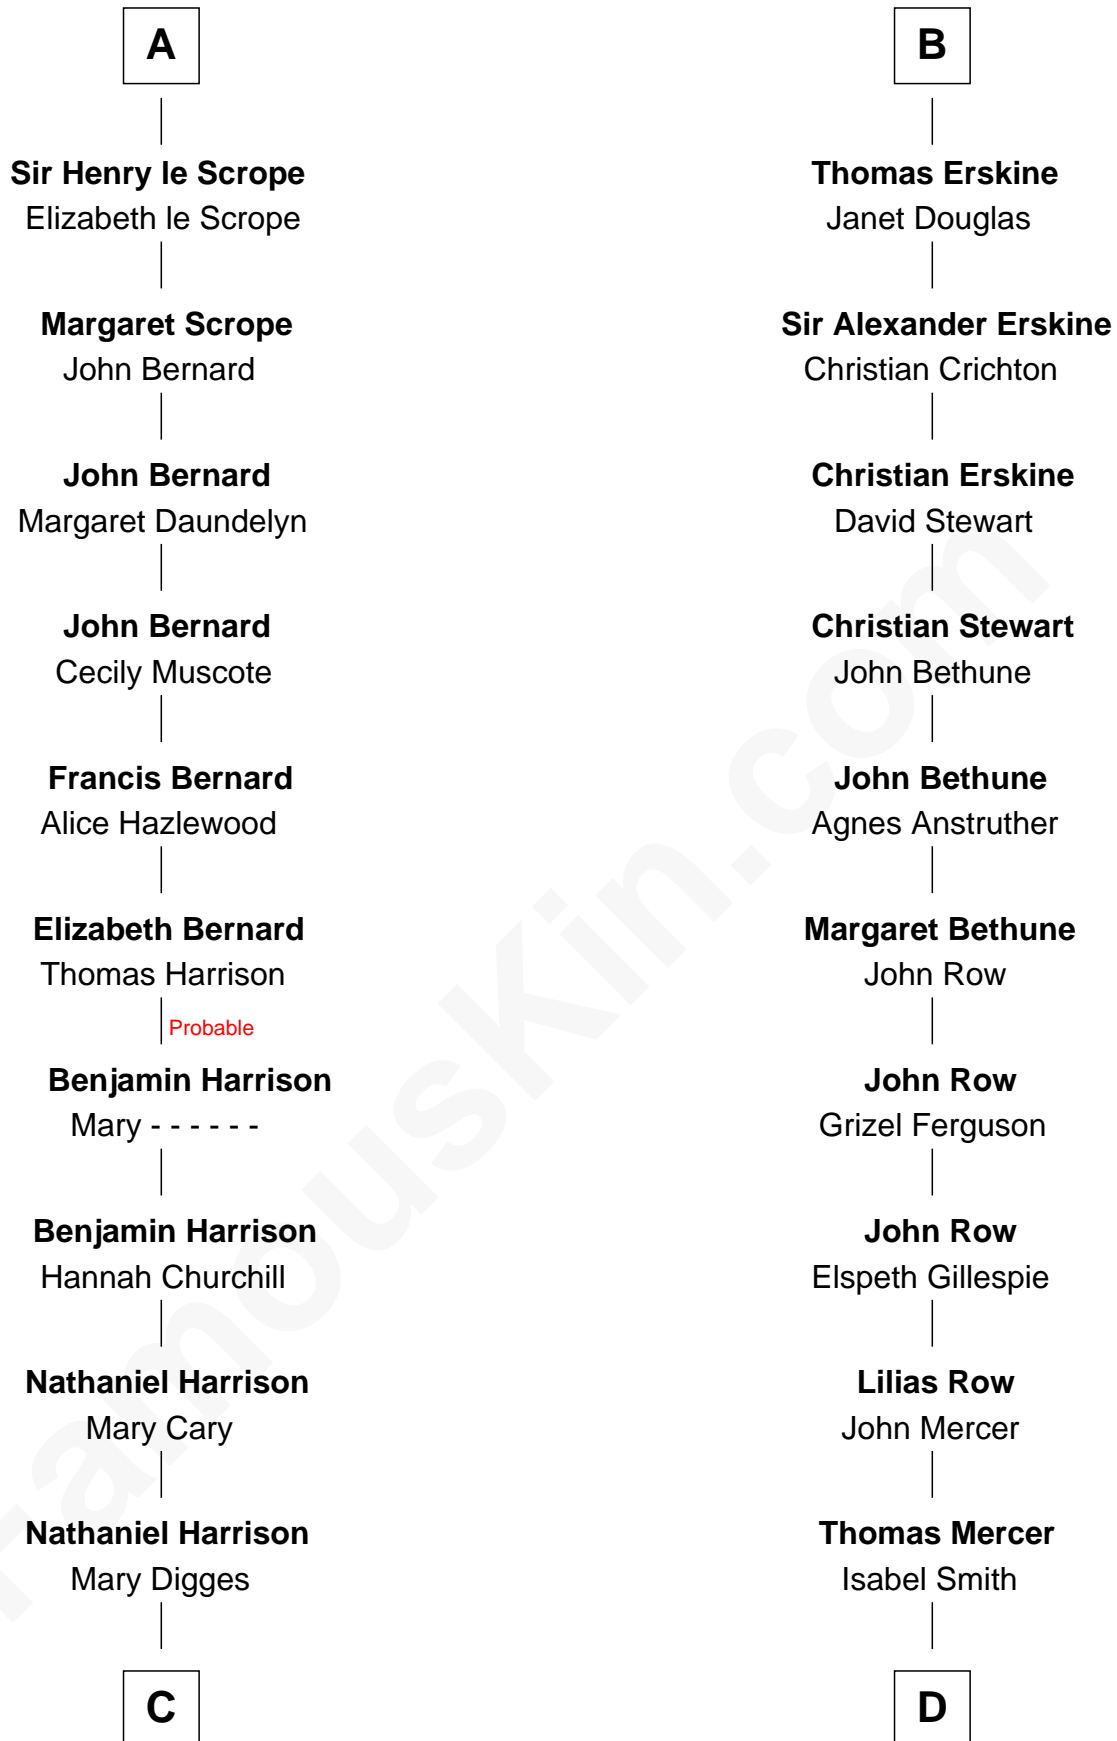 A
Sir Henry le Scrope
Elizabeth le Scrope
Margaret Scrope
John Bernard
John Bernard
Margaret Daundelyn
John Bernard
Cecily Muscote
Francis Bernard
Alice Hazlewood
Elizabeth Bernard
Thomas Harrison
Probable
Benjamin Harrison
Mary - - - - - -
Benjamin Harrison
Hannah Churchill
Nathaniel Harrison
Mary Cary
Nathaniel Harrison
Mary Digges
C
B
Thomas Erskine
Janet Douglas
Sir Alexander Erskine
Christian Crichton
Christian Erskine
David Stewart
Christian Stewart
John Bethune
John Bethune
Agnes Anstruther
Margaret Bethune
John Row
John Row
Grizel Ferguson
John Row
Elspeth Gillespie
Lilias Row
John Mercer
Thomas Mercer
Isabel Smith
D
FamousKin.com